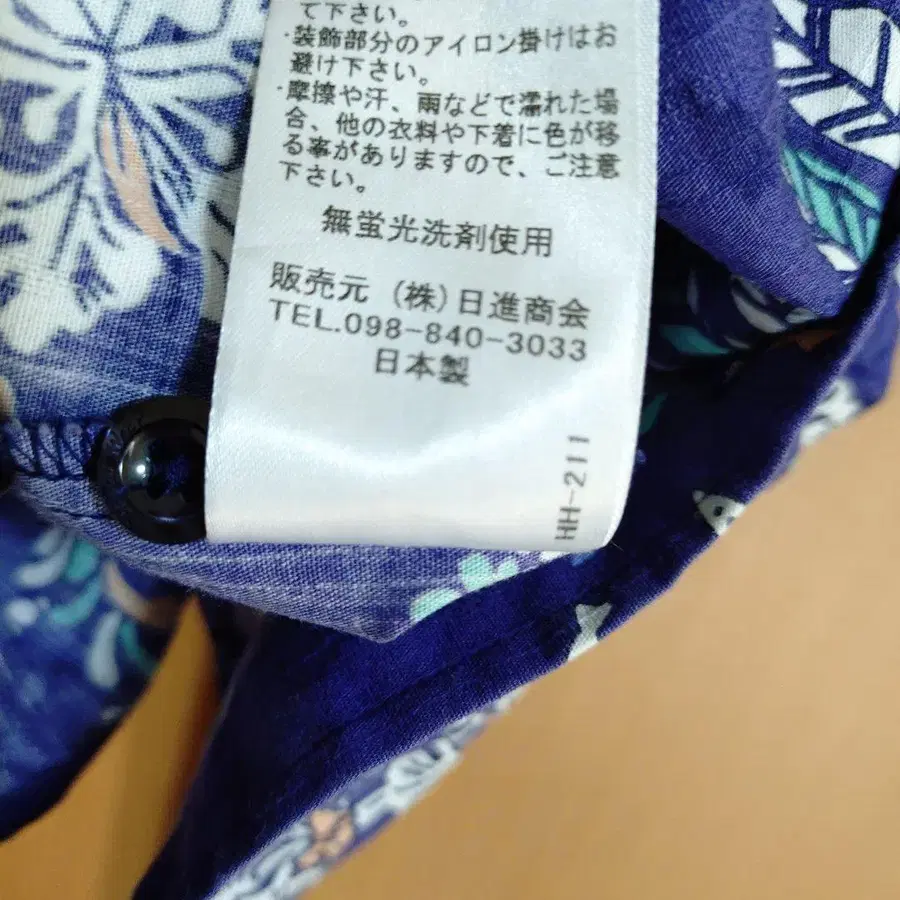 て下さい。
・装飾部分のアイロン掛けはお
避け下さい。
・摩擦や汗、雨などで濡れた場
合、他の衣料や下着に色が移
る事がありますので、ご注意
下さい。
無蛍光洗剤使用
販売元 (株)日進商会
TEL.098-840-3033
日本製
HH-211